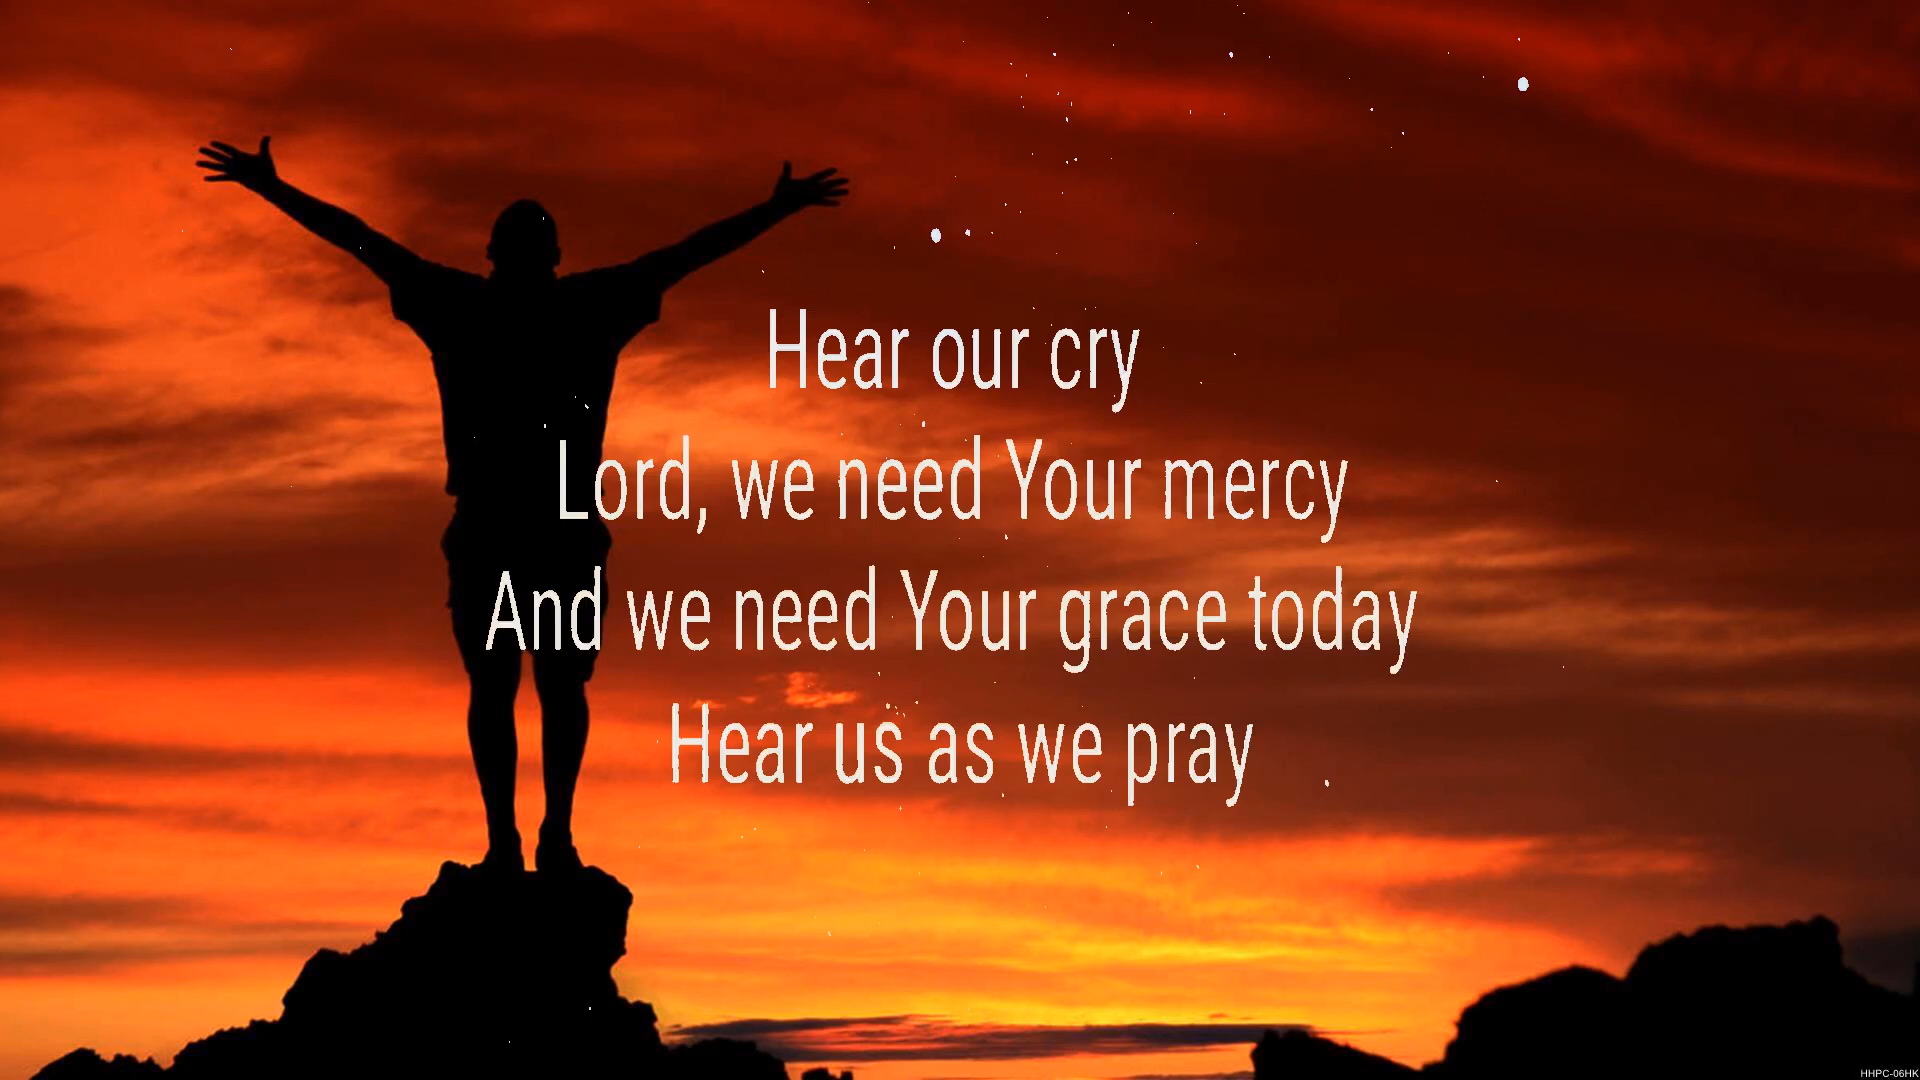 Hear our cry
Lord, we need Your mercy
And we need Your grace today
Hear us as we pray
HHPC-06HK